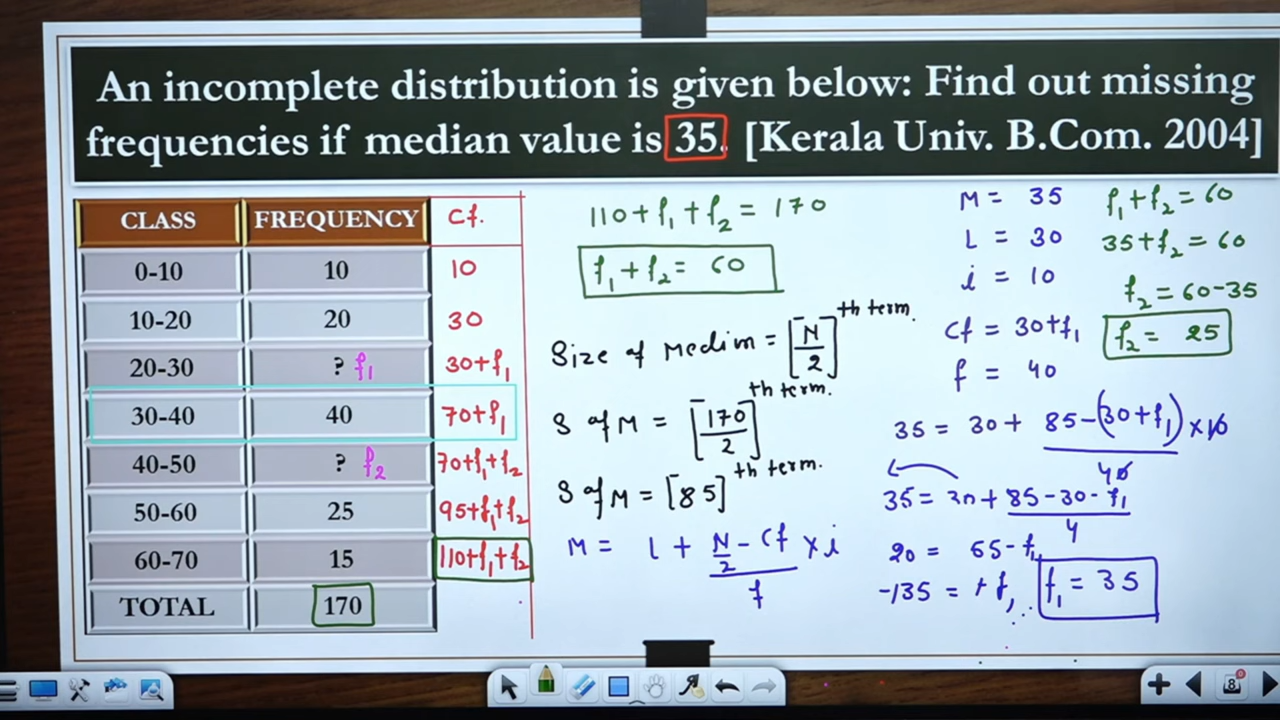 An incomplete distribution is given below: Find out missing
frequencies if median value is 35. [Kerala Univ. B.Com. 2004]
CLASS FREQUENCY Cf.
0-10 10 10
10-20 20 30
20-30 ? f₁ 30+f₁
30-40 40 70+f₁
40-50 ? f₂ 70+f₁+f₂
50-60 25 95+f₁+f₂
60-70 15 110+f₁+f₂
TOTAL 170
110+f₁+f₂ = 170
f₁+f₂ = 60
Size of Median = [N/2]th term.
S of M = [170/2]th term.
S of M = [85]th term.
M = l + (N/2 - Cf)/f × i
M = 35
L = 30
i = 10
Cf = 30+f₁
f = 40
f₁+f₂ = 60
35+f₂ = 60
f₂ = 60-35
f₂ = 25
35 = 30 + (85-(30+f₁))/40 ×10
35 = 30 + (85-30-f₁)/4
20 = 55-f₁
-135 = +f₁
f₁ = 35
8